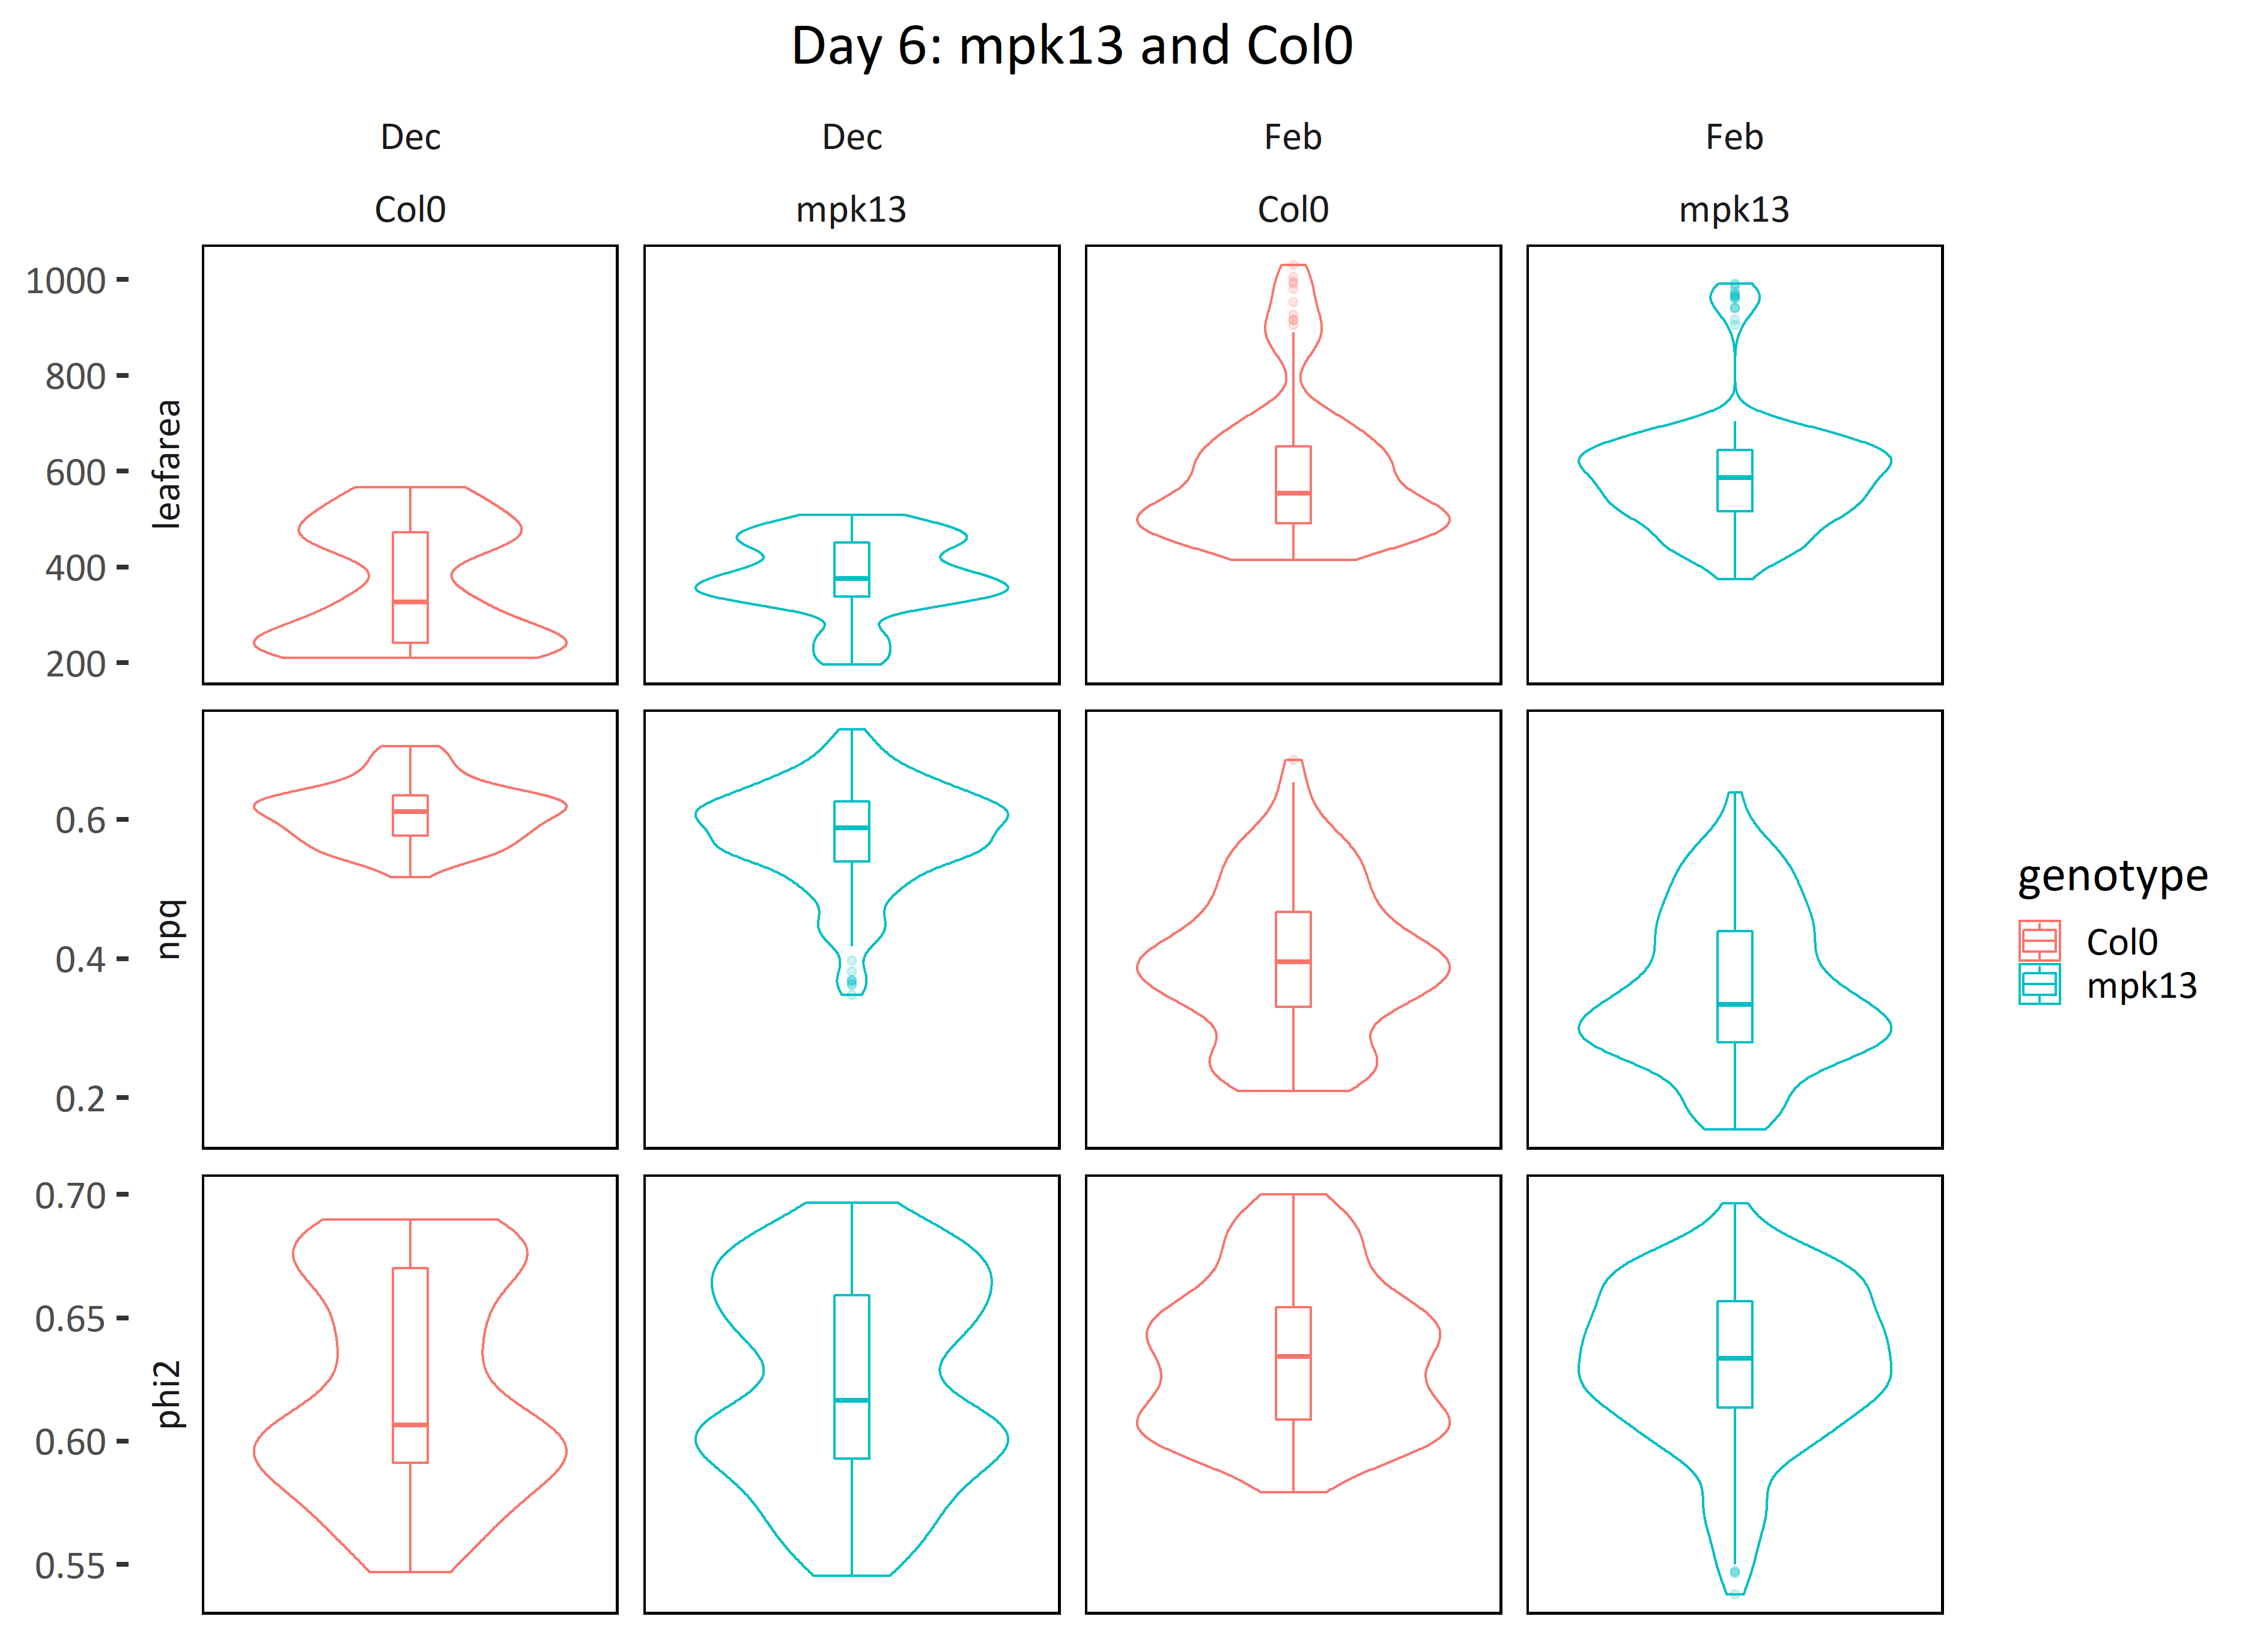 Day 6: mpk13 and Col0
Dec
Dec
Feb
Feb
Col0
mpk13
Col0
mpk13
1000
800
600
400
200
leafarea
0.6
0.4
0.2
npq
0.70
0.65
0.60
0.55
phi2
genotype
Col0
mpk13